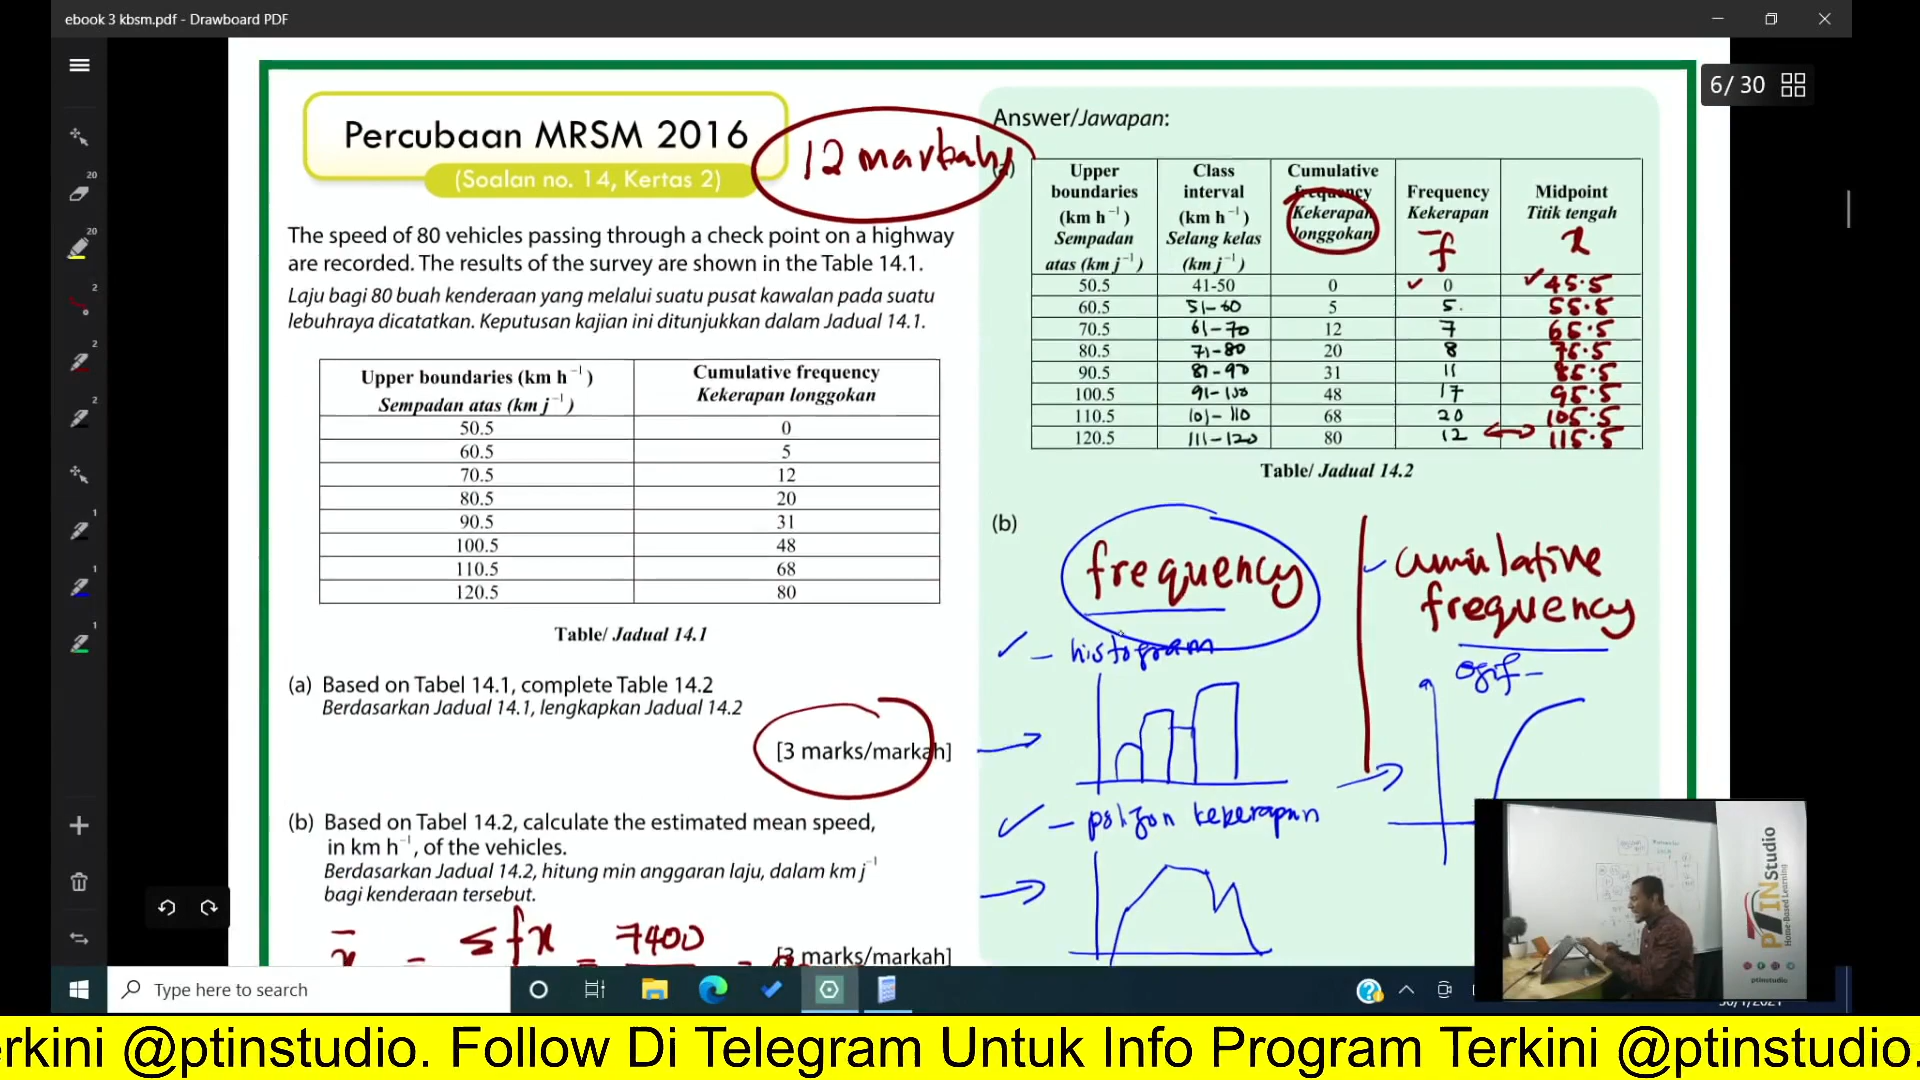 ebook 3 kbsm.pdf - Drawboard PDF
6/ 30
Percubaan MRSM 2016
(Soalan no. 14, Kertas 2)
12 markah
The speed of 80 vehicles passing through a check point on a highway
are recorded. The results of the survey are shown in the Table 14.1.
Laju bagi 80 buah kenderaan yang melalui suatu pusat kawalan pada suatu
lebuhraya dicatatkan. Keputusan kajian ini ditunjukkan dalam Jadual 14.1.
Upper boundaries (km h⁻¹) Cumulative frequency
Sempadan atas (km j⁻¹) Kekerapan longgokan
50.5 0
60.5 5
70.5 12
80.5 20
90.5 31
100.5 48
110.5 68
120.5 80
Table/ Jadual 14.1
(a) Based on Tabel 14.1, complete Table 14.2
Berdasarkan Jadual 14.1, lengkapkan Jadual 14.2
[3 marks/markah]
(b) Based on Tabel 14.2, calculate the estimated mean speed,
in km h⁻¹, of the vehicles.
Berdasarkan Jadual 14.2, hitung min anggaran laju, dalam km j⁻¹
bagi kenderaan tersebut.
[3 marks/markah]
x̄ = Σfx = 7400 =
Answer/Jawapan:
(a)
Upper boundaries (km h⁻¹) Sempadan atas (km j⁻¹)
Class interval (km h⁻¹) Selang kelas (km j⁻¹)
Cumulative frequency Kekerapan longgokan
Frequency Kekerapan f
Midpoint Titik tengah x
50.5 41-50 0 0 45.5
60.5 51-60 5 5 55.5
70.5 61-70 12 7 65.5
80.5 71-80 20 8 75.5
90.5 81-90 31 11 85.5
100.5 91-100 48 17 95.5
110.5 101-110 68 20 105.5
120.5 111-120 80 12 115.5
Table/ Jadual 14.2
(b)
frequency
- histogram
- poligon kekerapan
cumulative
frequency
ogif -
PTINstudio
Home-Based Learning
ptinstudio
Type here to search
erkini @ptinstudio. Follow Di Telegram Untuk Info Program Terkini @ptinstudio.